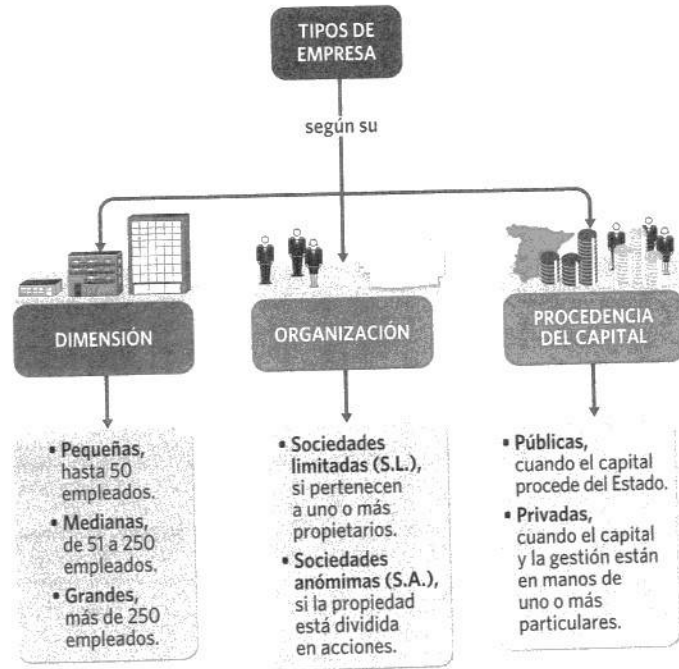 TIPOS DE
EMPRESA
según su
DIMENSIÓN
ORGANIZACIÓN
PROCEDENCIA
DEL CAPITAL
▪ Pequeñas,
hasta 50
empleados.
▪ Medianas,
de 51 a 250
empleados.
▪ Grandes,
más de 250
empleados.
▪ Sociedades
limitadas (S.L.),
si pertenecen
a uno o más
propietarios.
▪ Sociedades
anómimas (S.A.),
si la propiedad
está dividida
en acciones.
▪ Públicas,
cuando el capital
procede del Estado.
▪ Privadas,
cuando el capital
y la gestión están
en manos de
uno o más
particulares.